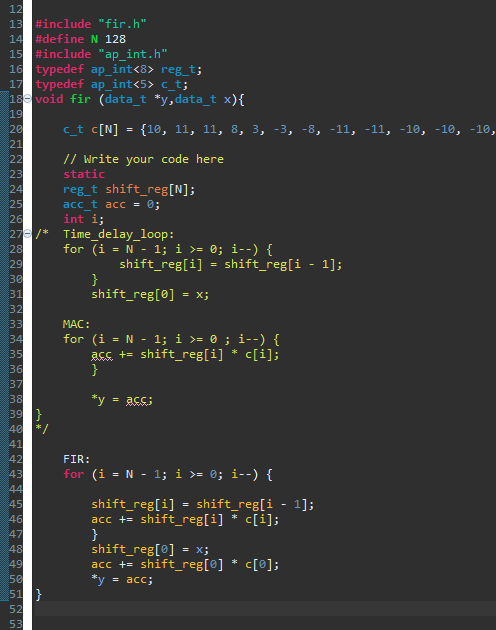 12
13 #include "fir.h"
14 #define N 128
15 #include "ap_int.h"
16 typedef ap_int<8> reg_t;
17 typedef ap_int<5> c_t;
18 void fir (data_t *y,data_t x){
19
20     c_t c[N] = {10, 11, 11, 8, 3, -3, -8, -11, -11, -10, -10, -10,
21
22     // Write your code here
23     static
24     reg_t shift_reg[N];
25     acc_t acc = 0;
26     int i;
27 /*  Time_delay_loop:
28     for (i = N - 1; i >= 0; i--) {
29             shift_reg[i] = shift_reg[i - 1];
30         }
31         shift_reg[0] = x;
32
33     MAC:
34     for (i = N - 1; i >= 0 ; i--) {
35         acc += shift_reg[i] * c[i];
36         }
37
38         *y = acc;
39 }
40 */
41
42     FIR:
43     for (i = N - 1; i >= 0; i--) {
44
45         shift_reg[i] = shift_reg[i - 1];
46         acc += shift_reg[i] * c[i];
47         }
48         shift_reg[0] = x;
49         acc += shift_reg[0] * c[0];
50         *y = acc;
51 }
52
53